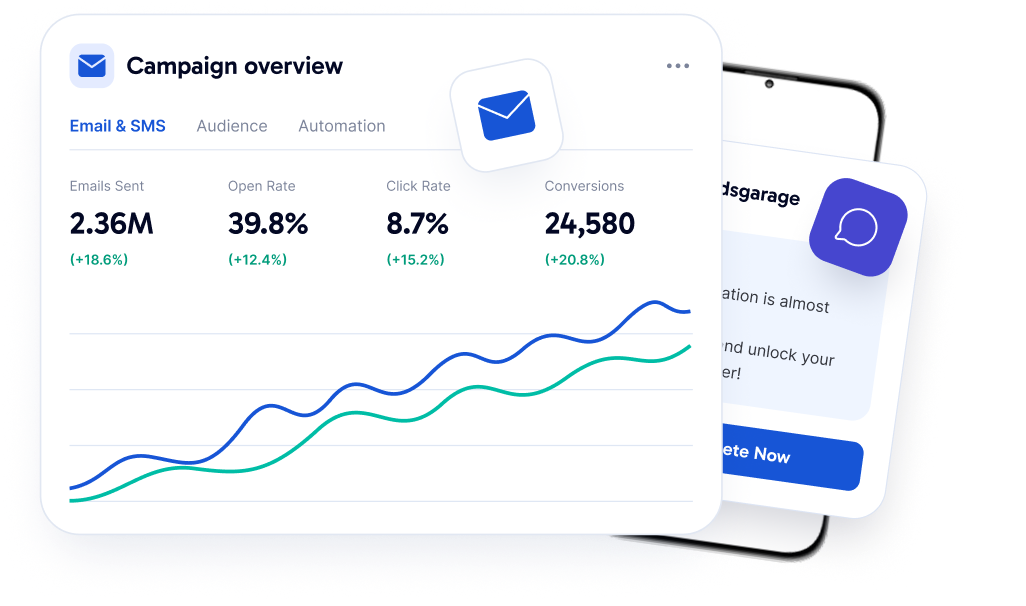 Campaign overview
Email & SMS Audience Automation
Emails Sent Open Rate Click Rate Conversions
2.36M 39.8% 8.7% 24,580
(+18.6%) (+12.4%) (+15.2%) (+20.8%)
dsgarage
ation is almost
nd unlock your
er!
ete Now